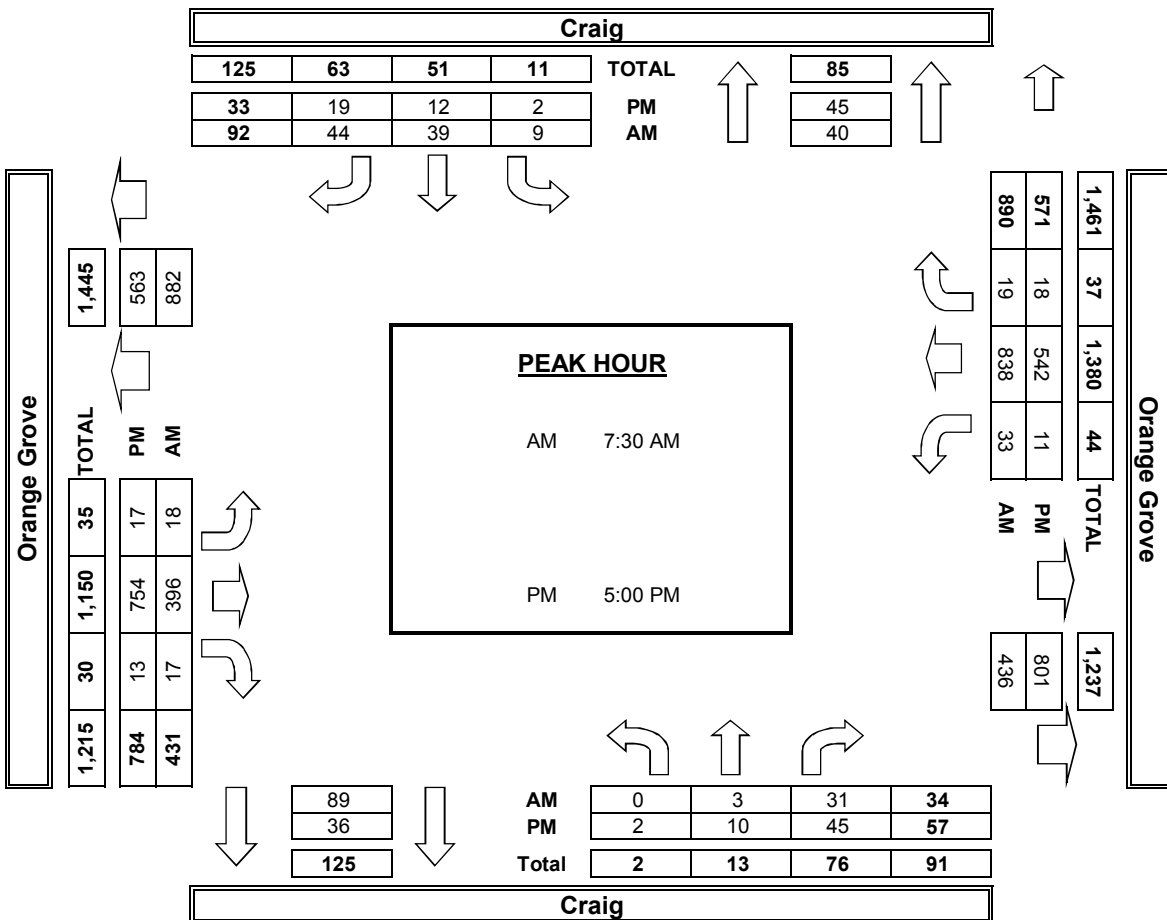 Craig
125 63 51 11 TOTAL 85
33 19 12 2 PM 45
92 44 39 9 AM 40
Orange Grove
1,445
563
882
TOTAL
PM
AM
35 17 18
1,150 754 396
30 13 17
1,215 784 431
PEAK HOUR
AM 7:30 AM
PM 5:00 PM
890 571 1,461
19 18 37
838 542 1,380
33 11 44
AM PM TOTAL
436 801 1,237
Orange Grove
89 AM 0 3 31 34
36 PM 2 10 45 57
125 Total 2 13 76 91
Craig